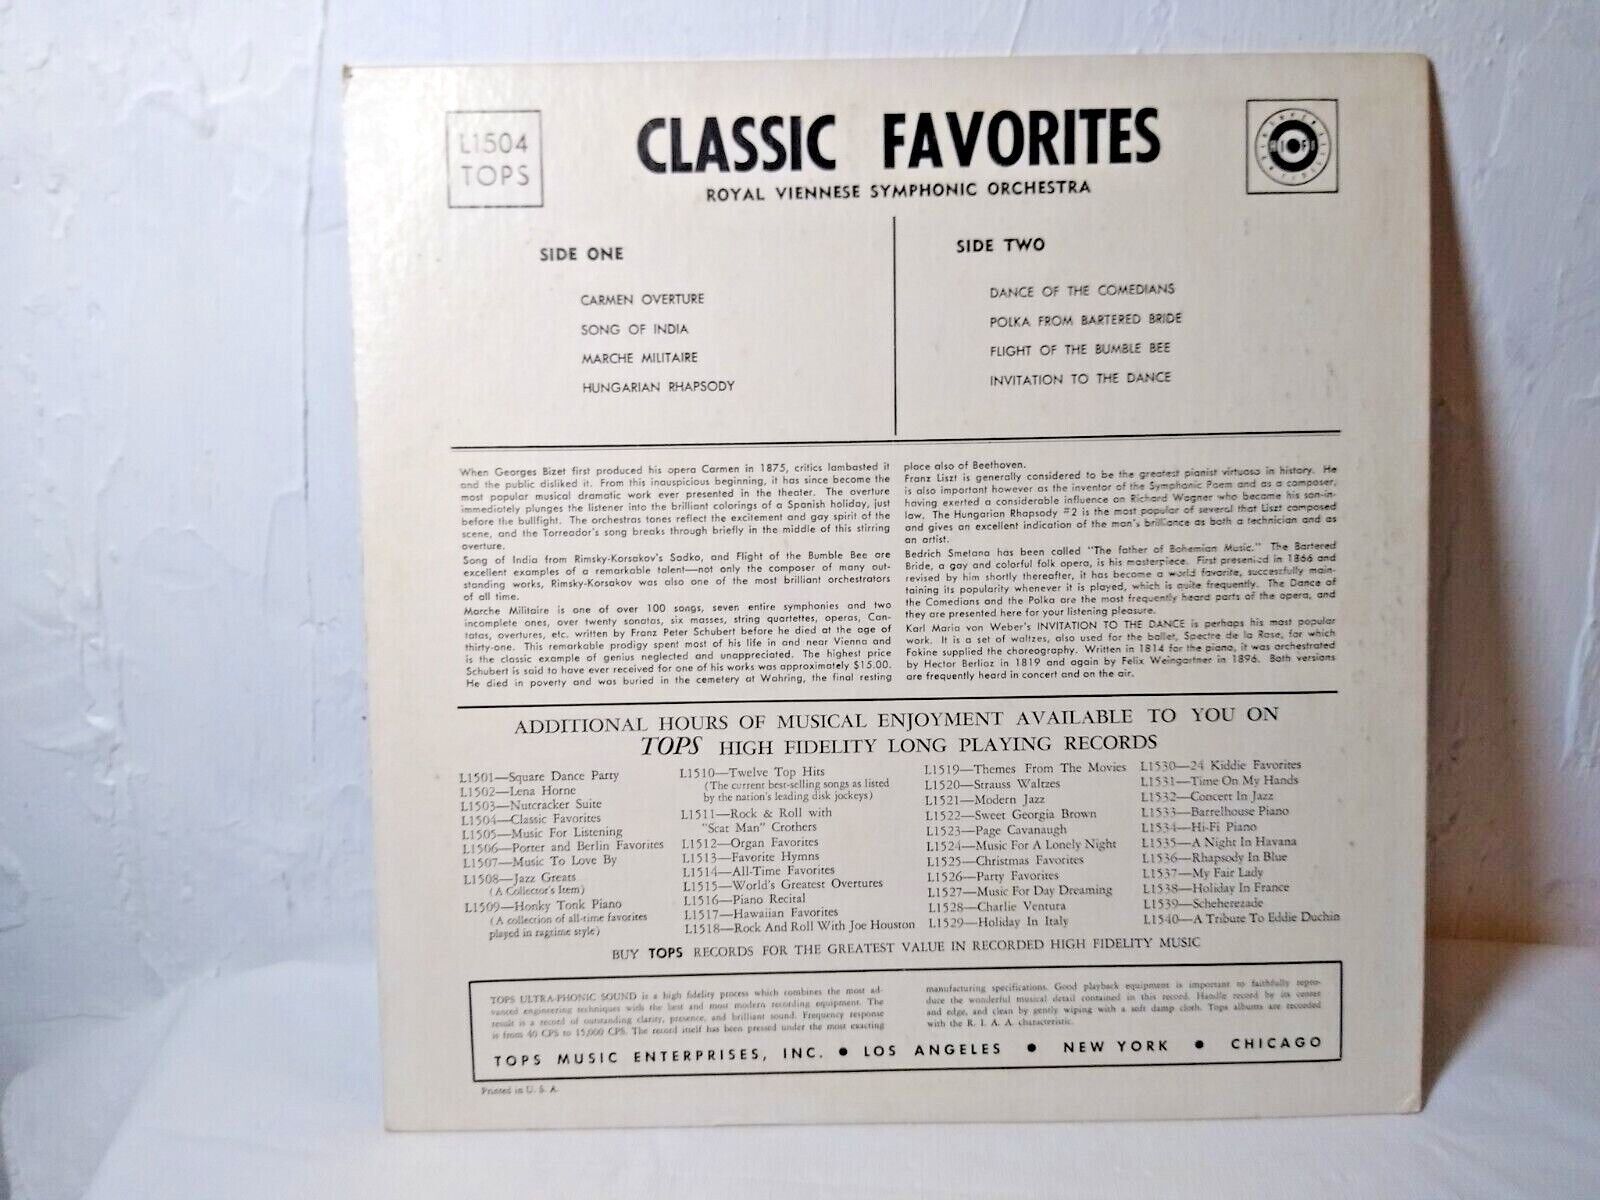 L1504
TOPS
CLASSIC FAVORITES
ROYAL VIENNESE SYMPHONIC ORCHESTRA
HI FI
SIDE ONE
CARMEN OVERTURE
SONG OF INDIA
MARCHE MILITAIRE
HUNGARIAN RHAPSODY
SIDE TWO
DANCE OF THE COMEDIANS
POLKA FROM BARTERED BRIDE
FLIGHT OF THE BUMBLE BEE
INVITATION TO THE DANCE
When Georges Bizet first produced his opera Carmen in 1875, critics lambasted it
and the public disliked it. From this inauspicious beginning, it has since become the
most popular musical dramatic work ever presented in the theater. The overture
immediately plunges the listener into the brilliant colorings of a Spanish holiday, just
before the bullfight. The orchestras tones reflect the excitement and gay spirit of the
scene, and the Torreador's song breaks through briefly in the middle of this stirring
overture.
Song of India from Rimsky-Korsakov's Sadko, and Flight of the Bumble Bee are
excellent examples of a remarkable talent—not only the composer of many out-
standing works, Rimsky-Korsakov was also one of the most brilliant orchestrators
of all time.
Marche Militaire is one of over 100 songs, seven entire symphonies and two
incomplete ones, over twenty sonatas, six masses, string quartettes, operas, Can-
tatas, overtures, etc. written by Franz Peter Schubert before he died at the age of
thirty-one. This remarkable prodigy spent most of his life in and near Vienna and
is the classic example of genius neglected and unappreciated. The highest price
Schubert is said to have ever received for one of his works was approximately $15.00.
He died in poverty and was buried in the cemetery at Wahring, the final resting
place also of Beethoven.
Franz Liszt is generally considered to be the greatest pianist virtuoso in history. He
is also important however as the inventor of the Symphonic Poem and as a composer,
having exerted a considerable influence on Richard Wagner who became his son-in-
law. The Hungarian Rhapsody #2 is the most popular of several that Liszt composed
and gives an excellent indication of the man's brilliance as both a technician and as
an artist.
Bedrich Smetana has been called "The father of Bohemian Music." The Bartered
Bride, a gay and colorful folk opera, is his masterpiece. First presented in 1866 and
revised by him shortly thereafter, it has become a world favorite, successfully main-
taining its popularity whenever it is played, which is quite frequently. The Dance of
the Comedians and the Polka are the most frequently heard parts of the opera, and
they are presented here for your listening pleasure.
Karl Maria von Weber's INVITATION TO THE DANCE is perhaps his most popular
work. It is a set of waltzes, also used for the ballet, Spectre de la Rose, for which
Fokine supplied the choreography. Written in 1814 for the piano, it was orchestrated
by Hector Berlioz in 1819 and again by Felix Weingartner in 1896. Both versions
are frequently heard in concert and on the air.
ADDITIONAL HOURS OF MUSICAL ENJOYMENT AVAILABLE TO YOU ON
TOPS HIGH FIDELITY LONG PLAYING RECORDS
L1501—Square Dance Party
L1502—Lena Horne
L1503—Nutcracker Suite
L1504—Classic Favorites
L1505—Music For Listening
L1506—Porter and Berlin Favorites
L1507—Music To Love By
L1508—Jazz Greats
(A Collector's Item)
L1509—Honky Tonk Piano
(A collection of all-time favorites
played in ragtime style)
L1510—Twelve Top Hits
(The current best-selling songs as listed
by the nation's leading disk jockeys)
L1511—Rock & Roll with
"Scat Man" Crothers
L1512—Organ Favorites
L1513—Favorite Hymns
L1514—All-Time Favorites
L1515—World's Greatest Overtures
L1516—Piano Recital
L1517—Hawaiian Favorites
L1518—Rock And Roll With Joe Houston
L1519—Themes From The Movies
L1520—Strauss Waltzes
L1521—Modern Jazz
L1522—Sweet Georgia Brown
L1523—Page Cavanaugh
L1524—Music For A Lonely Night
L1525—Christmas Favorites
L1526—Party Favorites
L1527—Music For Day Dreaming
L1528—Charlie Ventura
L1529—Holiday In Italy
L1530—24 Kiddie Favorites
L1531—Time On My Hands
L1532—Concert In Jazz
L1533—Barrelhouse Piano
L1534—Hi-Fi Piano
L1535—A Night In Havana
L1536—Rhapsody In Blue
L1537—My Fair Lady
L1538—Holiday In France
L1539—Scheherezade
L1540—A Tribute To Eddie Duchin
BUY TOPS RECORDS FOR THE GREATEST VALUE IN RECORDED HIGH FIDELITY MUSIC
TOPS ULTRA-PHONIC SOUND is a high fidelity process which combines the most ad-
vanced engineering techniques with the best and most modern recording equipment. The
result is a record of outstanding clarity, presence, and brilliant sound. Frequency response
is from 40 CPS to 15,000 CPS. The record itself has been pressed under the most exacting
manufacturing specifications. Good playback equipment is important to faithfully repro-
duce the wonderful musical detail contained in this record. Handle record by its center
and edge, and clean by gently wiping with a soft damp cloth. Tops albums are recorded
with the R. I. A. A. characteristic.
TOPS MUSIC ENTERPRISES, INC. • LOS ANGELES • NEW YORK • CHICAGO
Printed in U. S. A.